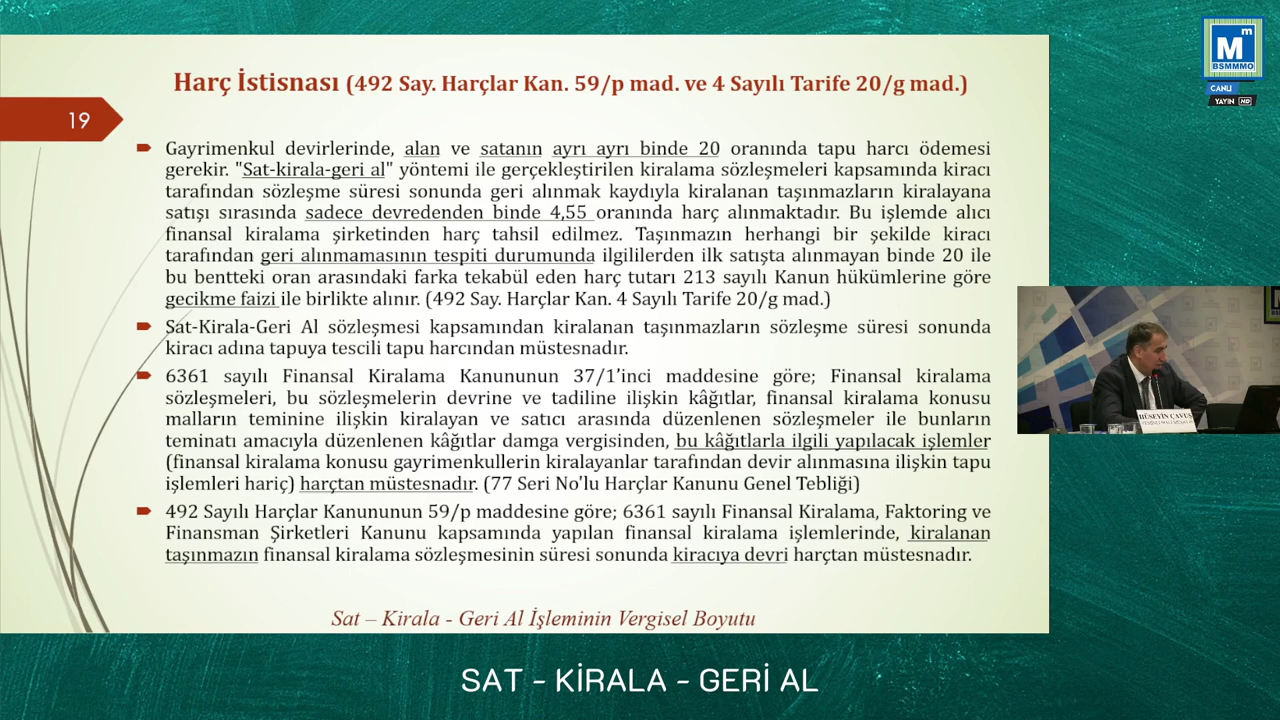 Harç İstisnası (492 Say. Harçlar Kan. 59/p mad. ve 4 Sayılı Tarife 20/g mad.)
19
Gayrimenkul devirlerinde, alan ve satanın ayrı ayrı binde 20 oranında tapu harcı ödemesi
gerekir. "Sat-kirala-geri al" yöntemi ile gerçekleştirilen kiralama sözleşmeleri kapsamında kiracı
tarafından sözleşme süresi sonunda geri alınmak kaydıyla kiralanan taşınmazların kiralayana
satışı sırasında sadece devredenden binde 4,55 oranında harç alınmaktadır. Bu işlemde alıcı
finansal kiralama şirketinden harç tahsil edilmez. Taşınmazın herhangi bir şekilde kiracı
tarafından geri alınmamasının tespiti durumunda ilgililerden ilk satışta alınmayan binde 20 ile
bu bentteki oran arasındaki farka tekabül eden harç tutarı 213 sayılı Kanun hükümlerine göre
gecikme faizi ile birlikte alınır. (492 Say. Harçlar Kan. 4 Sayılı Tarife 20/g mad.)
Sat-Kirala-Geri Al sözleşmesi kapsamından kiralanan taşınmazların sözleşme süresi sonunda
kiracı adına tapuya tescili tapu harcından müstesnadır.
6361 sayılı Finansal Kiralama Kanununun 37/1'inci maddesine göre; Finansal kiralama
sözleşmeleri, bu sözleşmelerin devrine ve tadiline ilişkin kâğıtlar, finansal kiralama konusu
malların teminine ilişkin kiralayan ve satıcı arasında düzenlenen sözleşmeler ile bunların
teminatı amacıyla düzenlenen kâğıtlar damga vergisinden, bu kâğıtlarla ilgili yapılacak işlemler
(finansal kiralama konusu gayrimenkullerin kiralayanlar tarafından devir alınmasına ilişkin tapu
işlemleri hariç) harçtan müstesnadır. (77 Seri No'lu Harçlar Kanunu Genel Tebliği)
492 Sayılı Harçlar Kanununun 59/p maddesine göre; 6361 sayılı Finansal Kiralama, Faktoring ve
Finansman Şirketleri Kanunu kapsamında yapılan finansal kiralama işlemlerinde, kiralanan
taşınmazın finansal kiralama sözleşmesinin süresi sonunda kiracıya devri harçtan müstesnadır.
Sat – Kirala - Geri Al İşleminin Vergisel Boyutu
SAT - KİRALA - GERİ AL
Mm
BSMMMO
CANLI
YAYIN HD
HÜSEYİN ÇAVUŞ